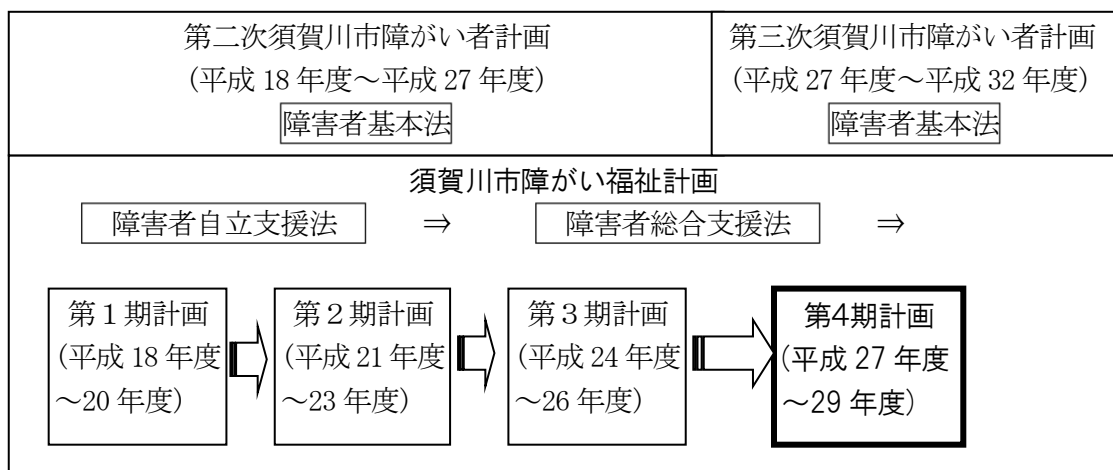 第二次須賀川市障がい者計画
（平成 18 年度～平成 27 年度）
障害者基本法
第三次須賀川市障がい者計画
（平成 27 年度～平成 32 年度）
障害者基本法
須賀川市障がい福祉計画
障害者自立支援法 ⇒ 障害者総合支援法 ⇒
第１期計画
（平成 18 年度
～20 年度）
第２期計画
（平成 21 年度
～23 年度）
第３期計画
（平成 24 年度
～26 年度）
第4期計画
（平成 27 年度
～29 年度）